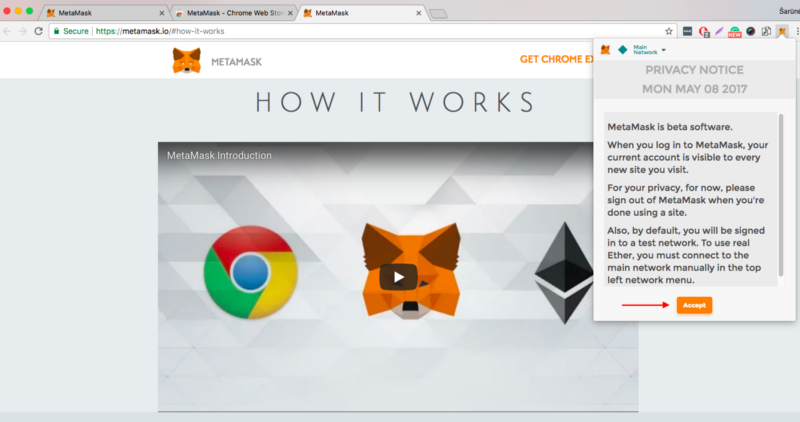 MetaMask
MetaMask - Chrome Web Stor
MetaMask
Šarūnė
Secure
https://metamask.io/#how-it-works
NEW
METAMASK
GET CHROME EX
HOW IT WORKS
MetaMask Introduction
Main
Network
PRIVACY NOTICE
MON MAY 08 2017
MetaMask is beta software.
When you log in to MetaMask, your
current account is visible to every
new site you visit.
For your privacy, for now, please
sign out of MetaMask when you're
done using a site.
Also, by default, you will be signed
in to a test network. To use real
Ether, you must connect to the
main network manually in the top
left network menu.
Accept